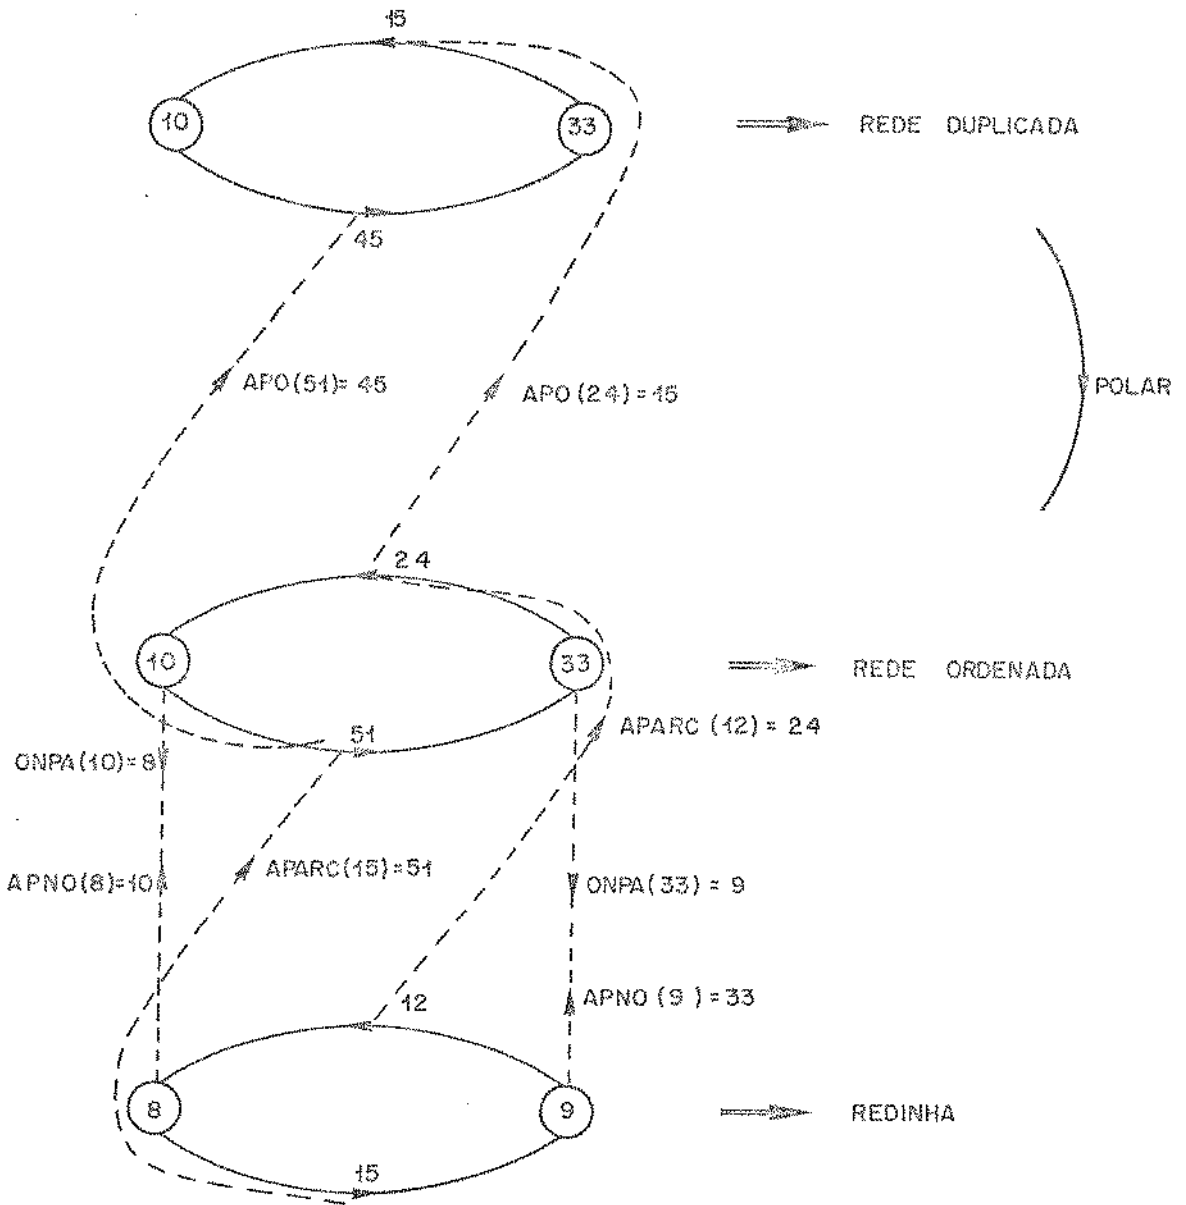 15
10
33
REDE DUPLICADA
45
APO(51)=45
APO(24)=15
POLAR
24
10
33
REDE ORDENADA
51
APARC (12)=24
ONPA(10)=8
APARC(15)=51
APNO(8)=10
ONPA(33)=9
12
APNO(9)=33
8
9
REDINHA
15